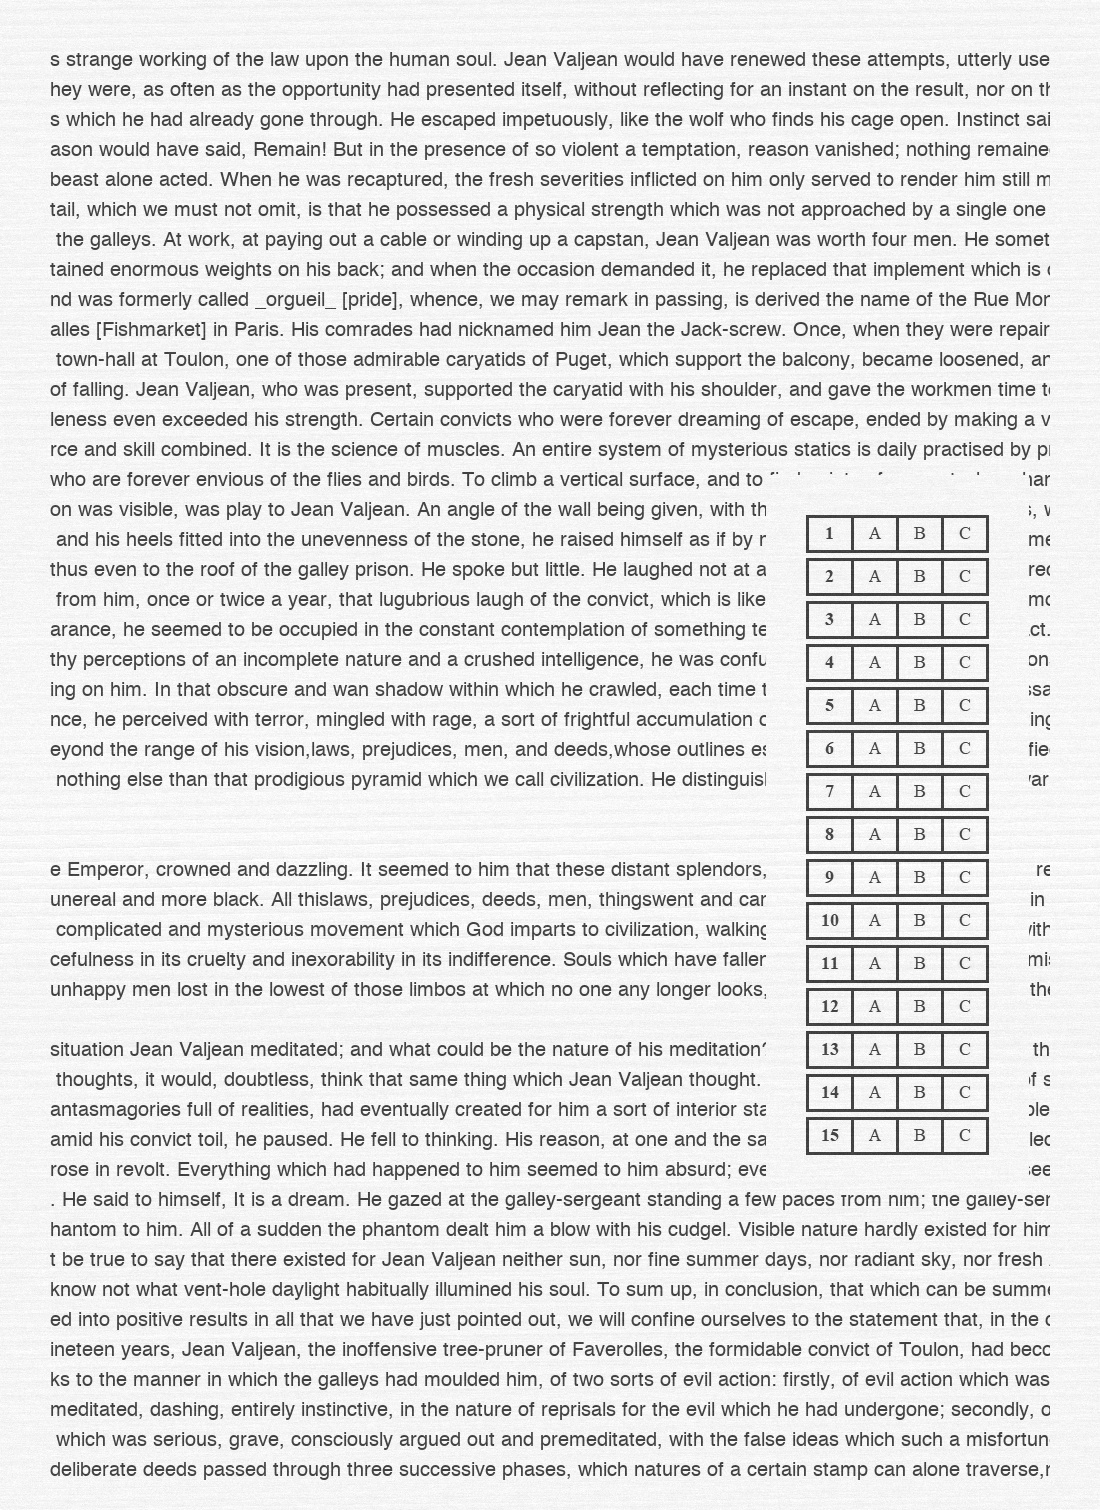 s strange working of the law upon the human soul. Jean Valjean would have renewed these attempts, utterly use
hey were, as often as the opportunity had presented itself, without reflecting for an instant on the result, nor on th
s which he had already gone through. He escaped impetuously, like the wolf who finds his cage open. Instinct sai
ason would have said, Remain! But in the presence of so violent a temptation, reason vanished; nothing remaine
beast alone acted. When he was recaptured, the fresh severities inflicted on him only served to render him still m
tail, which we must not omit, is that he possessed a physical strength which was not approached by a single one
the galleys. At work, at paying out a cable or winding up a capstan, Jean Valjean was worth four men. He somet
tained enormous weights on his back; and when the occasion demanded it, he replaced that implement which is
nd was formerly called _orgueil_ [pride], whence, we may remark in passing, is derived the name of the Rue Mon
alles [Fishmarket] in Paris. His comrades had nicknamed him Jean the Jack-screw. Once, when they were repair
town-hall at Toulon, one of those admirable caryatids of Puget, which support the balcony, became loosened, an
of falling. Jean Valjean, who was present, supported the caryatid with his shoulder, and gave the workmen time to
leness even exceeded his strength. Certain convicts who were forever dreaming of escape, ended by making a v
rce and skill combined. It is the science of muscles. An entire system of mysterious statics is daily practised by pr
who are forever envious of the flies and birds. To climb a vertical surface, and to
on was visible, was play to Jean Valjean. An angle of the wall being given, with th
and his heels fitted into the unevenness of the stone, he raised himself as if by me
thus even to the roof of the galley prison. He spoke but little. He laughed not at a red
from him, once or twice a year, that lugubrious laugh of the convict, which is like mo
arance, he seemed to be occupied in the constant contemplation of something te ct.
thy perceptions of an incomplete nature and a crushed intelligence, he was confu on
ing on him. In that obscure and wan shadow within which he crawled, each time t ssa
nce, he perceived with terror, mingled with rage, a sort of frightful accumulation ing
eyond the range of his vision,laws, prejudices, men, and deeds,whose outlines es fie
nothing else than that prodigious pyramid which we call civilization. He distinguish
e Emperor, crowned and dazzling. It seemed to him that these distant splendors, re
unereal and more black. All thislaws, prejudices, deeds, men, thingswent and can in
complicated and mysterious movement which God imparts to civilization, walking with
cefulness in its cruelty and inexorability in its indifference. Souls which have fallen mis
unhappy men lost in the lowest of those limbos at which no one any longer looks, the
situation Jean Valjean meditated; and what could be the nature of his meditation? th
thoughts, it would, doubtless, think that same thing which Jean Valjean thought. of s
antasmagories full of realities, had eventually created for him a sort of interior sta ble
amid his convict toil, he paused. He fell to thinking. His reason, at one and the sa led
rose in revolt. Everything which had happened to him seemed to him absurd; eve see
. He said to himself, It is a dream. He gazed at the galley-sergeant standing a few paces from him; the galley-ser
hantom to him. All of a sudden the phantom dealt him a blow with his cudgel. Visible nature hardly existed for him
t be true to say that there existed for Jean Valjean neither sun, nor fine summer days, nor radiant sky, nor fresh
know not what vent-hole daylight habitually illumined his soul. To sum up, in conclusion, that which can be summe
ed into positive results in all that we have just pointed out, we will confine ourselves to the statement that, in the
ineteen years, Jean Valjean, the inoffensive tree-pruner of Faverolles, the formidable convict of Toulon, had beco
ks to the manner in which the galleys had moulded him, of two sorts of evil action: firstly, of evil action which was
meditated, dashing, entirely instinctive, in the nature of reprisals for the evil which he had undergone; secondly, o
which was serious, grave, consciously argued out and premeditated, with the false ideas which such a misfortun
deliberate deeds passed through three successive phases, which natures of a certain stamp can alone traverse,r
1 A B C
2 A B C
3 A B C
4 A B C
5 A B C
6 A B C
7 A B C
8 A B C
9 A B C
10 A B C
11 A B C
12 A B C
13 A B C
14 A B C
15 A B C